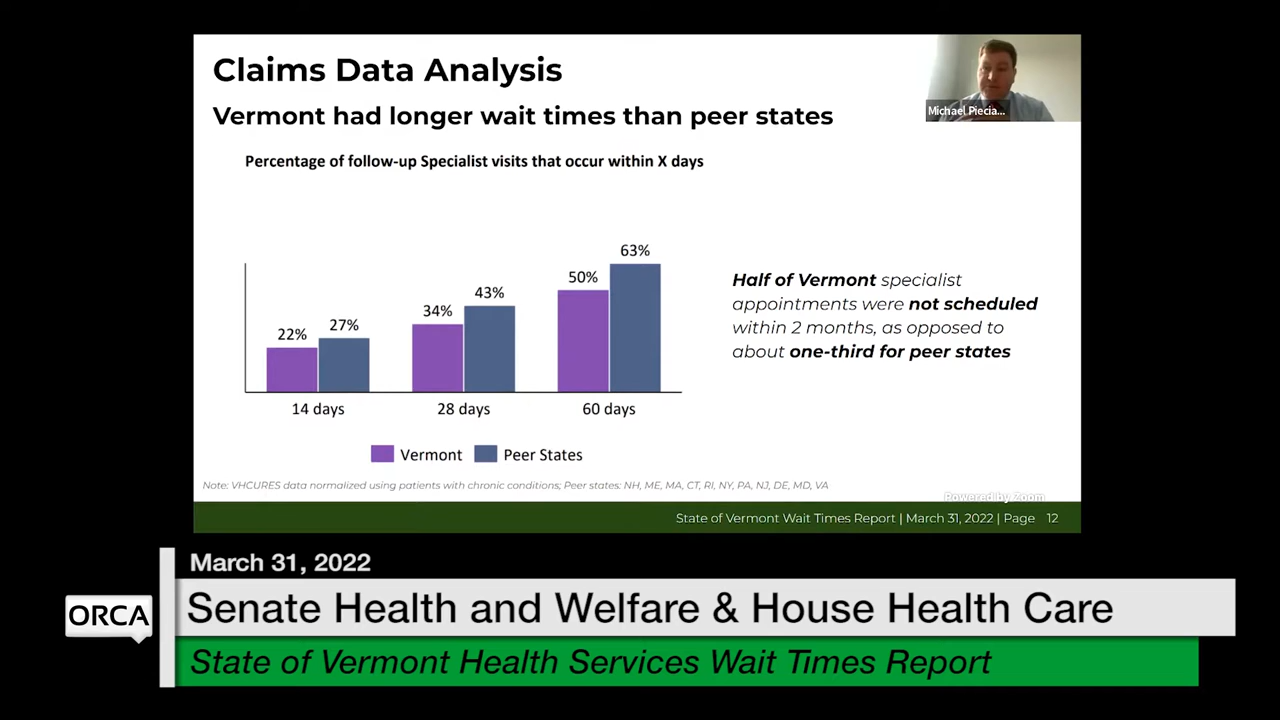 Claims Data Analysis
Vermont had longer wait times than peer states
Michael Piecia...
Percentage of follow-up Specialist visits that occur within X days
22%
27%
34%
43%
50%
63%
14 days
28 days
60 days
Vermont
Peer States
Half of Vermont specialist
appointments were not scheduled
within 2 months, as opposed to
about one-third for peer states
Note: VHCURES data normalized using patients with chronic conditions; Peer states: NH, ME, MA, CT, RI, NY, PA, NJ, DE, MD, VA
Powered by Zoom
State of Vermont Wait Times Report | March 31, 2022 | Page 12
March 31, 2022
ORCA
Senate Health and Welfare & House Health Care
State of Vermont Health Services Wait Times Report